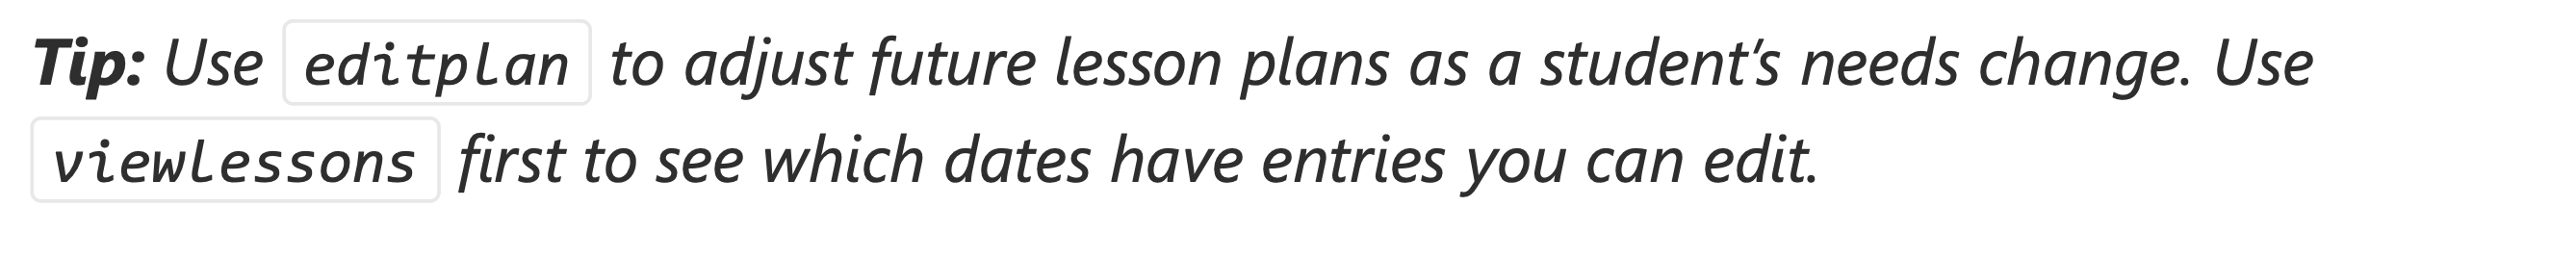 Tip: Use editplan to adjust future lesson plans as a student’s needs change. Use
viewlessons first to see which dates have entries you can edit.